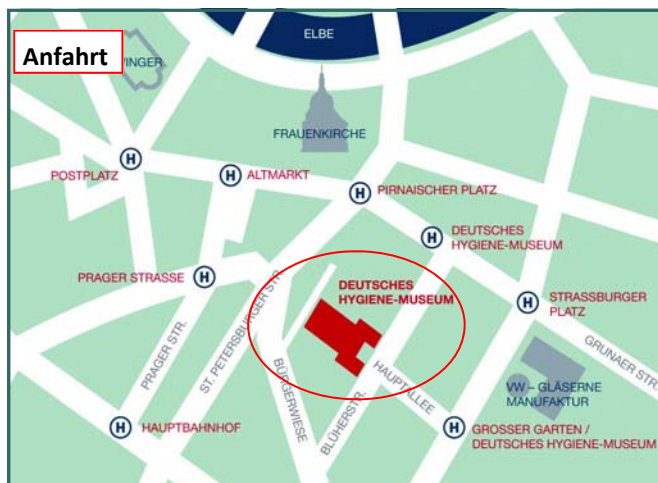 ELBE
Anfahrt
INGER
FRAUENKIRCHE
POSTPLATZ
ALTMARKT
PIRNAISCHER PLATZ
DEUTSCHES
HYGIENE-MUSEUM
PRAGER STRASSE
DEUTSCHES
HYGIENE-MUSEUM
STRASSBURGER
PLATZ
PRAGER STR.
ST. PETERSBURGER STR.
BÜRGERWIESE
BLÜHERSTR.
HAUPTALLEE
GRUNAER STR.
VW – GLÄSERNE
MANUFAKTUR
HAUPTBAHNHOF
GROSSER GARTEN /
DEUTSCHES HYGIENE-MUSEUM
H
H
H
H
H
H
H
H